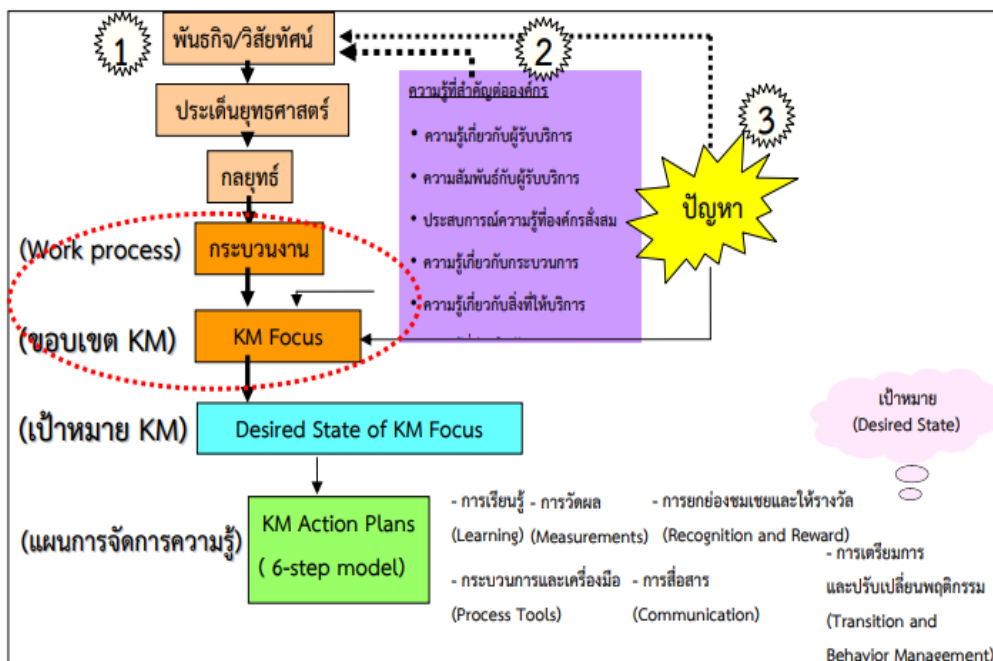 1
พันธกิจ/วิสัยทัศน์
2
ความรู้ที่สำคัญต่อองค์กร
3
ประเด็นยุทธศาสตร์
• ความรู้เกี่ยวกับผู้รับบริการ
กลยุทธ์
• ความสัมพันธ์กับผู้รับบริการ
ปัญหา
• ประสบการณ์ความรู้ที่องค์กรสั่งสม
(Work process)
กระบวนงาน
• ความรู้เกี่ยวกับกระบวนการ
• ความรู้เกี่ยวกับสิ่งที่ให้บริการ
(ขอบเขต KM)
KM Focus
(เป้าหมาย KM)
Desired State of KM Focus
เป้าหมาย
(Desired State)
(แผนการจัดการความรู้)
KM Action Plans
( 6-step model)
- การเรียนรู้
(Learning)
- การวัดผล
(Measurements)
- การยกย่องชมเชยและให้รางวัล
(Recognition and Reward)
- กระบวนการและเครื่องมือ
(Process Tools)
- การสื่อสาร
(Communication)
- การเตรียมการ
และปรับเปลี่ยนพฤติกรรม
(Transition and
Behavior Management)